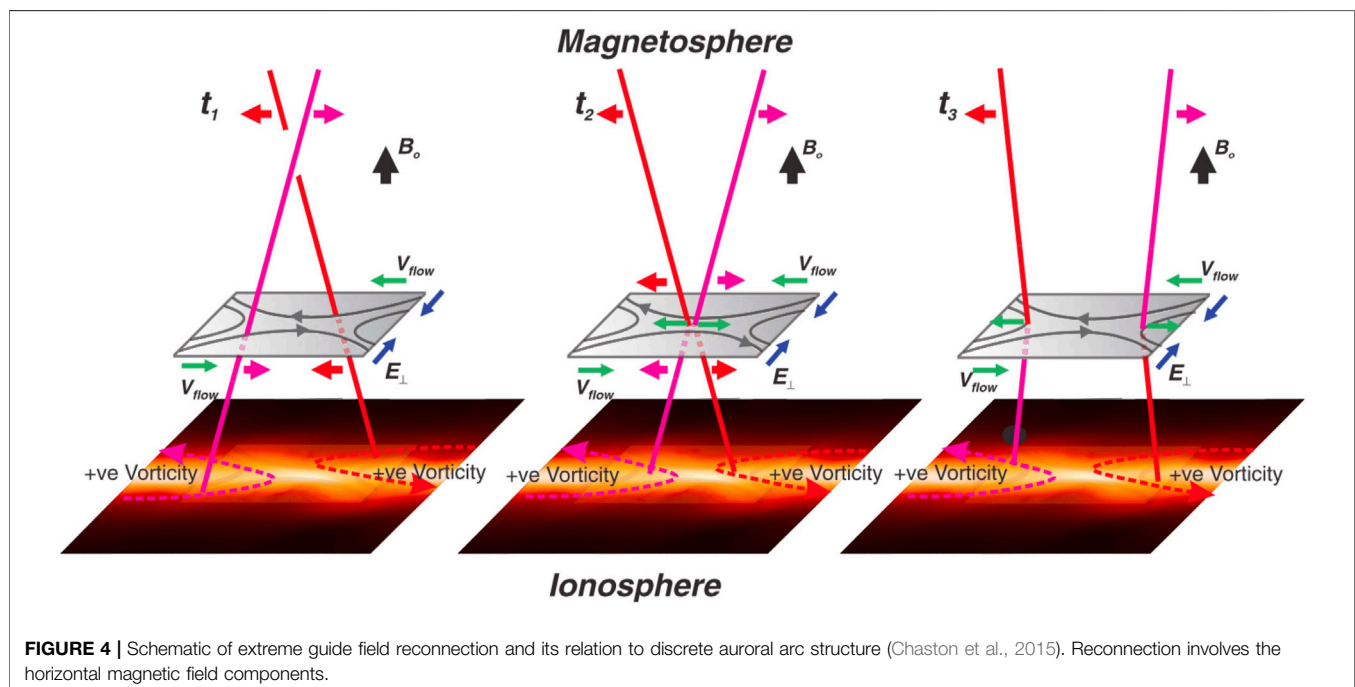 Magnetosphere
t1
t2
t3
Bo
Bo
Bo
Vflow
Vflow
Vflow
Vflow
E⊥
Vflow
E⊥
Vflow
E⊥
+ve Vorticity
+ve Vorticity
+ve Vorticity
+ve Vorticity
+ve Vorticity
+ve Vorticity
Ionosphere
FIGURE 4 | Schematic of extreme guide field reconnection and its relation to discrete auroral arc structure (Chaston et al., 2015). Reconnection involves the
horizontal magnetic field components.